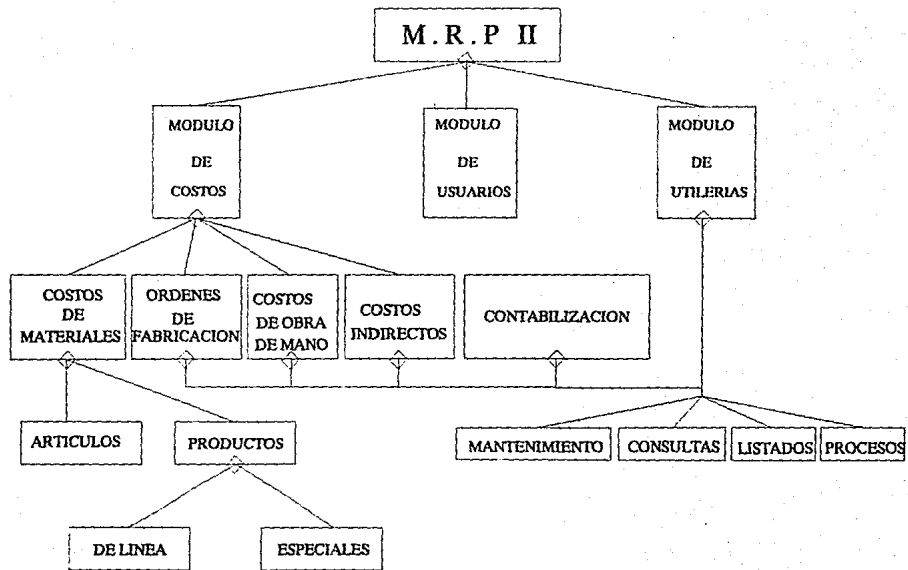 M.R.P II
MODULO
DE
COSTOS
MODULO
DE
USUARIOS
MODULO
DE
UTILERIAS
COSTOS
DE
MATERIALES
ORDENES
DE
FABRICACION
COSTOS
DE OBRA
DE MANO
COSTOS
INDIRECTOS
CONTABILIZACION
ARTICULOS
PRODUCTOS
MANTENIMIENTO
CONSULTAS
LISTADOS
PROCESOS
DE LINEA
ESPECIALES